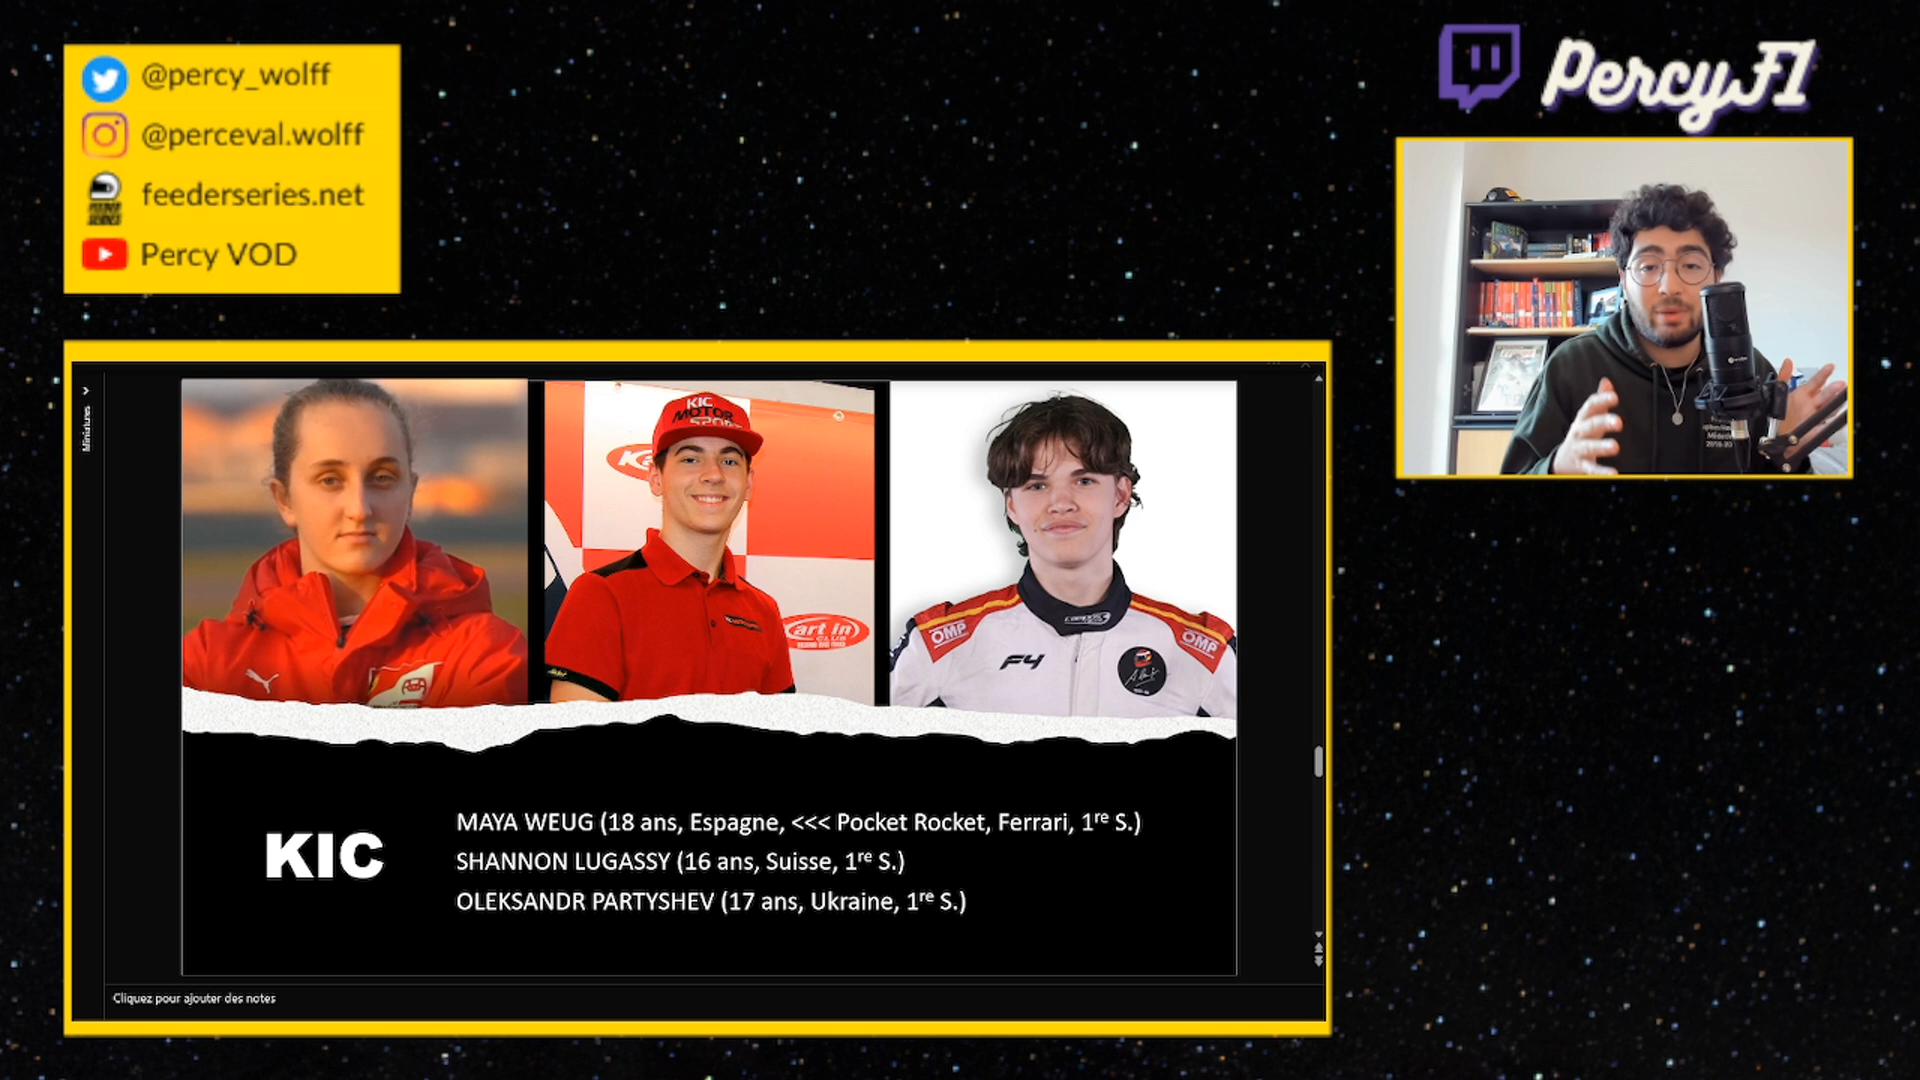 @percy_wolff
@perceval.wolff
feederseries.net
Percy VOD
PercyF1
Miniatures
KIC
MOTOR
SPORT
art in
CLUB
OMP
F4
OMP
KIC
MAYA WEUG (18 ans, Espagne, <<< Pocket Rocket, Ferrari, 1re S.)
SHANNON LUGASSY (16 ans, Suisse, 1re S.)
OLEKSANDR PARTYSHEV (17 ans, Ukraine, 1re S.)
Cliquez pour ajouter des notes